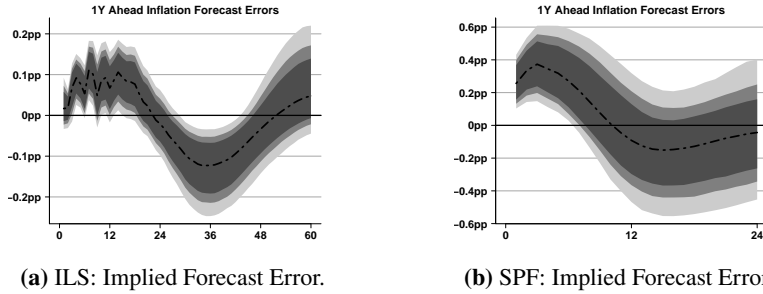 1Y Ahead Inflation Forecast Errors
0.2pp
0.1pp
0pp
−0.1pp
−0.2pp
0 12 24 36 48 60
(a) ILS: Implied Forecast Error.
1Y Ahead Inflation Forecast Errors
0.6pp
0.4pp
0.2pp
0pp
−0.2pp
−0.4pp
−0.6pp
0 12 24
(b) SPF: Implied Forecast Erro